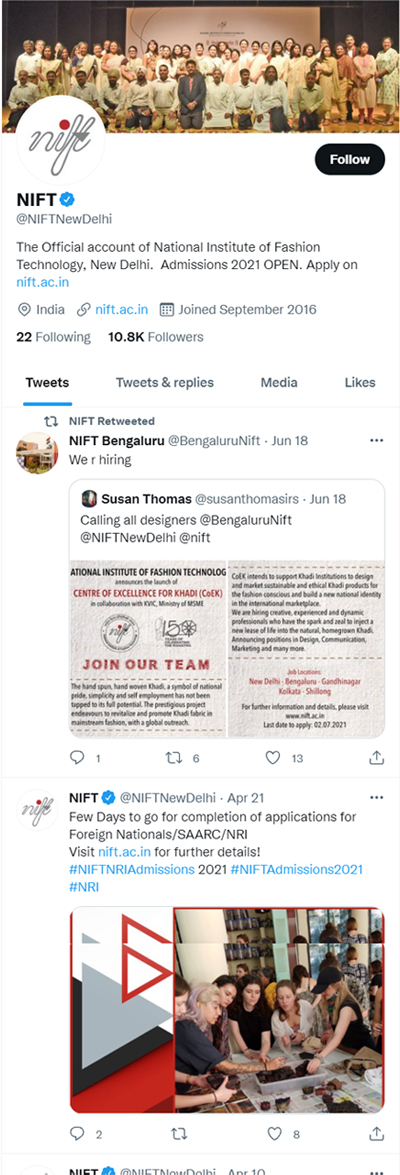 nift
Follow
NIFT
@NIFTNewDelhi
The Official account of National Institute of Fashion
Technology, New Delhi. Admissions 2021 OPEN. Apply on
nift.ac.in
India nift.ac.in Joined September 2016
22 Following 10.8K Followers
Tweets Tweets & replies Media Likes
NIFT Retweeted
NIFT Bengaluru @BengaluruNift · Jun 18
We r hiring
Susan Thomas @susanthomasirs · Jun 18
Calling all designers @BengaluruNift
@NIFTNewDelhi @nift
ATIONAL INSTITUTE OF FASHION TECHNOLOG
announces the launch of
CENTRE OF EXCELLENCE FOR KHADI (CoEK)
in collaboration with KVIC, Ministry of MSME
nift
150
JOIN OUR TEAM
The hand spun, hand woven Khadi, a symbol of national
pride, simplicity and self employment has not been
tapped to its full potential. The prestigious project
endeavours to revitalize and promote Khadi fabric in
mainstream fashion, with a global outreach.
CoEK intends to support Khadi Institutions to design
and market sustainable and ethical Khadi products for
the fashion conscious and build a new national identity
in the international marketplace.
We are hiring creative, experienced and dynamic
professionals who have the spark and zeal to inject a
new lease of life into the natural, homegrown Khadi.
Announcing positions in Design, Communication,
Marketing and many more.
Job Locations
New Delhi · Bengaluru · Gandhinagar
Kolkata · Shillong
For further information and details, please visit
www.nift.ac.in
Last date to apply: 02.07.2021
1 6 13
nift
NIFT @NIFTNewDelhi · Apr 21
Few Days to go for completion of applications for
Foreign Nationals/SAARC/NRI
Visit nift.ac.in for further details!
#NIFTNRIAdmissions 2021 #NIFTAdmissions2021
#NRI
2 8
NIFT @NIFTNewDelhi · Apr 10